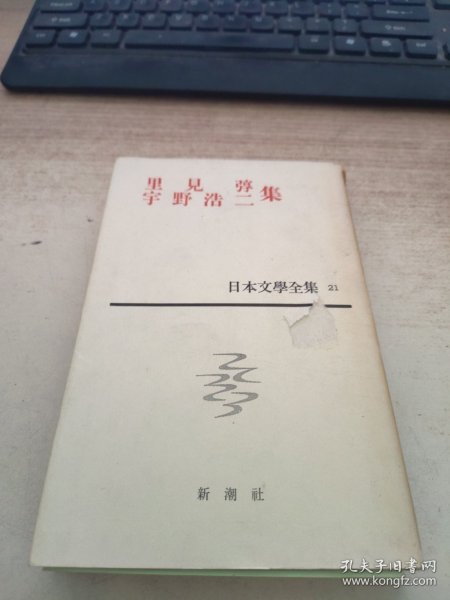 里見弴
宇野浩二集
日本文學全集 21
新潮社
孔夫子旧书网
www.kongfz.com